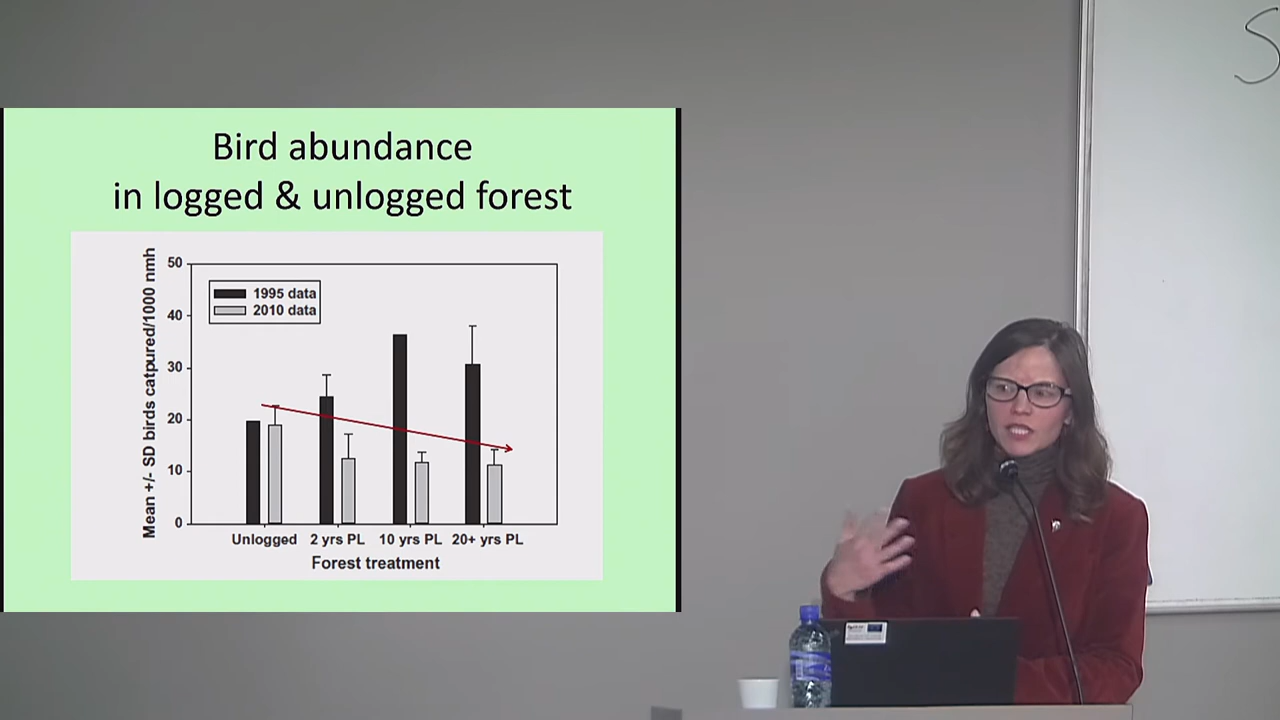 Bird abundance
in logged & unlogged forest
Mean +/- SD birds catpured/1000 nmh
50
40
30
20
10
0
1995 data
2010 data
Unlogged 2 yrs PL 10 yrs PL 20+ yrs PL
Forest treatment
S